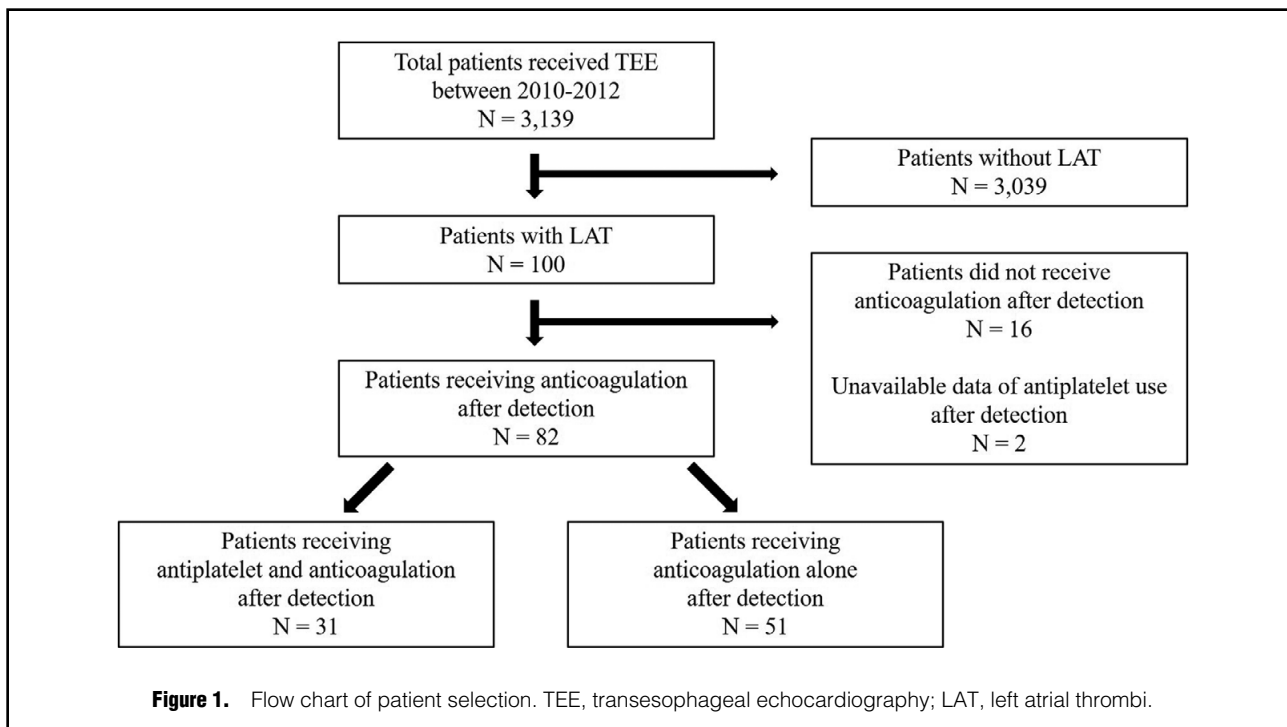 Total patients received TEE
between 2010-2012
N = 3,139
Patients without LAT
N = 3,039
Patients with LAT
N = 100
Patients did not receive
anticoagulation after detection
N = 16
Unavailable data of antiplatelet use
after detection
N = 2
Patients receiving anticoagulation
after detection
N = 82
Patients receiving
antiplatelet and anticoagulation
after detection
N = 31
Patients receiving
anticoagulation alone
after detection
N = 51
Figure 1. Flow chart of patient selection. TEE, transesophageal echocardiography; LAT, left atrial thrombi.